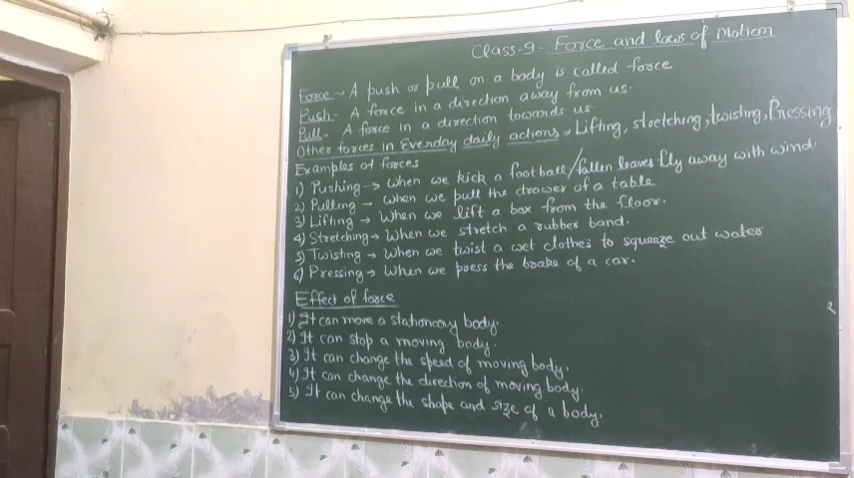 Class-9 - Force and laws of Motion
Force → A push or pull on a body is called force
Push- A force in a direction away from us.
Pull- A force in a direction towards us.
Other forces in Everyday daily actions → Lifting, stretching, twisting, Pressing
Examples of forces
1) Pushing → when we kick a football/fallen leaves fly away with wind.
2) Pulling → when we pull the drower of a table
3) Lifting → When we lift a box from the floor.
4) Stretching → When we stretch a rubber band.
5) Twisting → When we twist a wet clothes to squeeze out water
6) Pressing → When we press the brake of a car.
Effect of force
1) It can move a stationary body.
2) It can stop a moving body.
3) It can change the speed of moving body.
4) It can change the direction of moving body.
5) It can change the shape and size of a body.